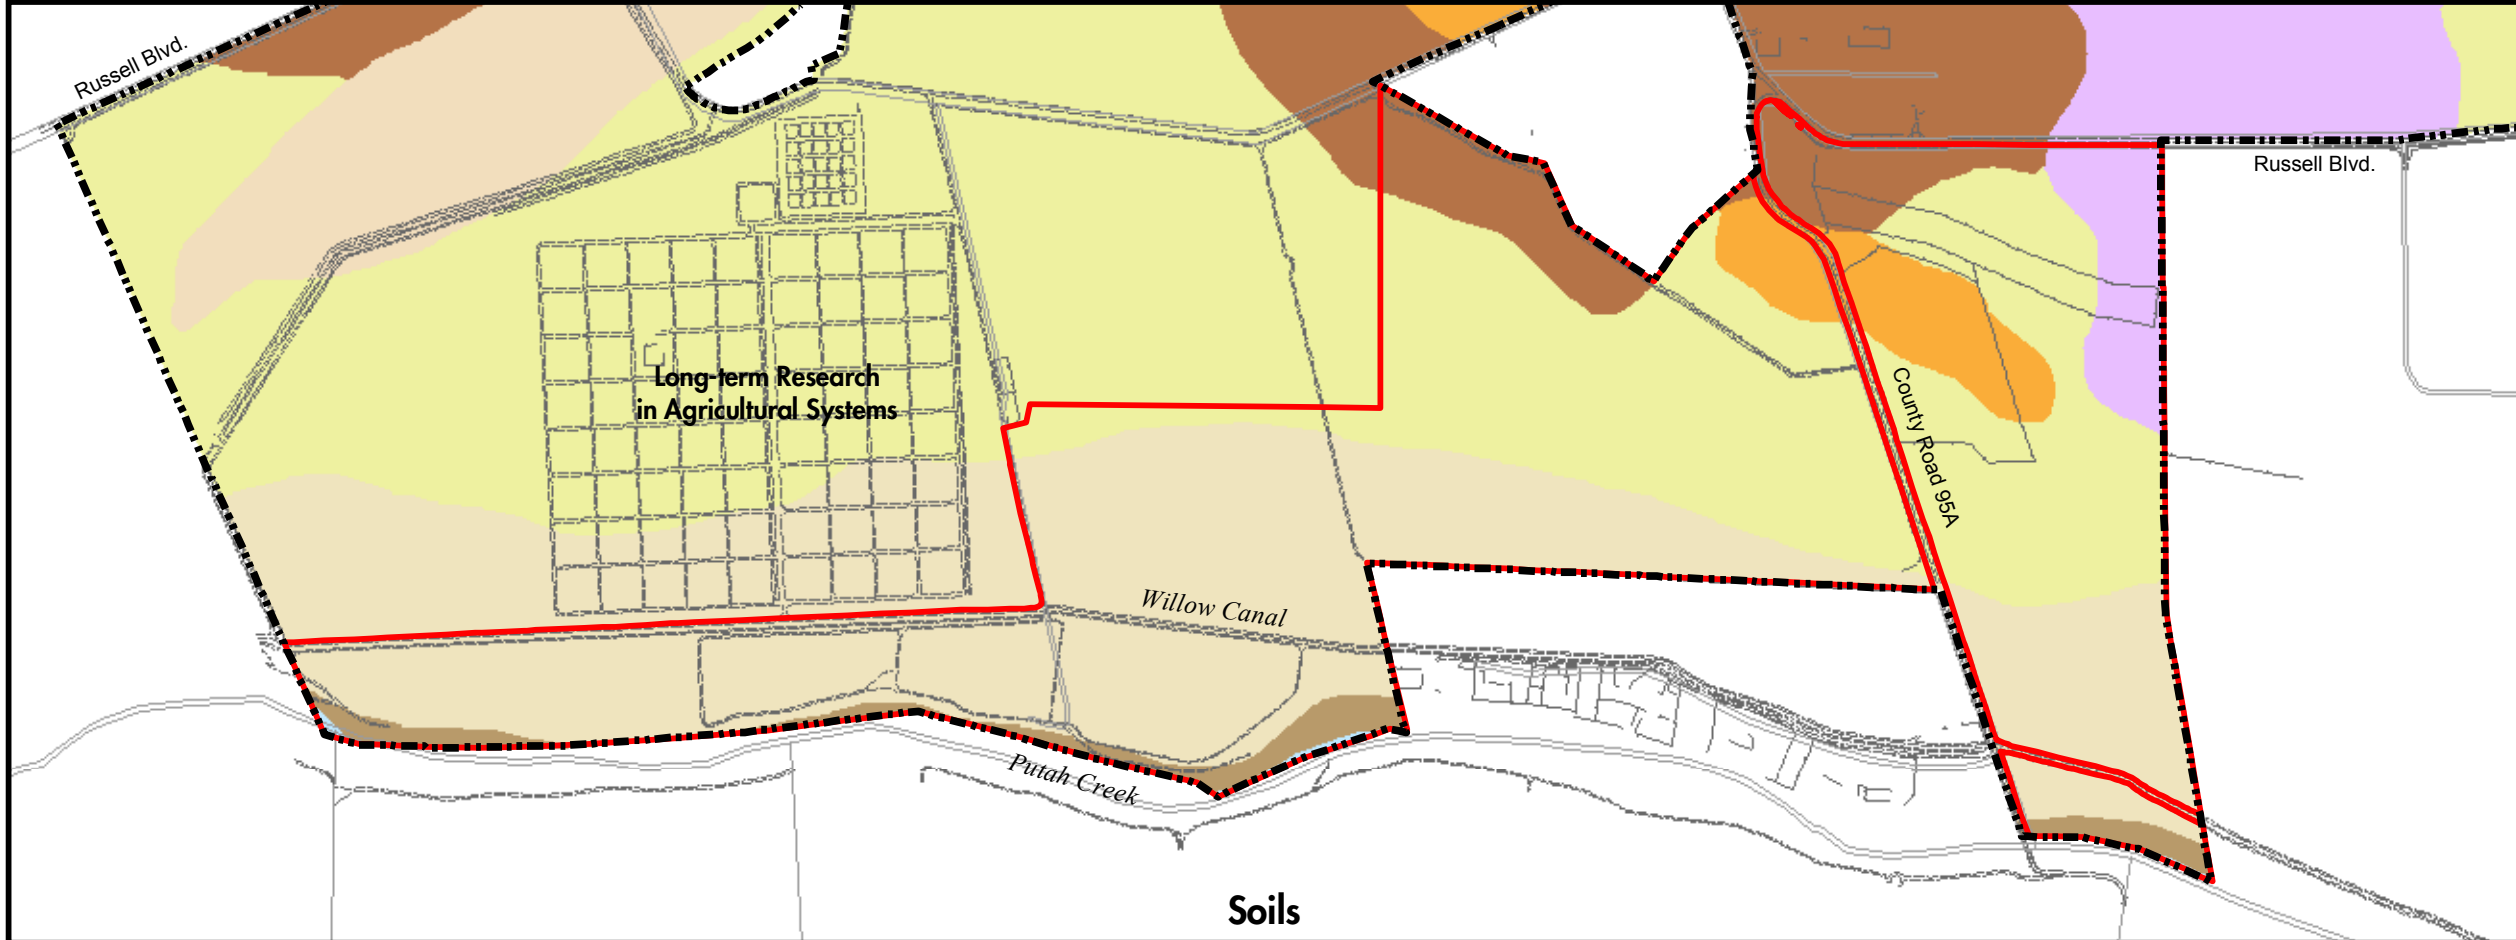 Russell Blvd.
Russell Blvd.
Long-term Research
in Agricultural Systems
County Road 95A
Willow Canal
Putah Creek
Soils